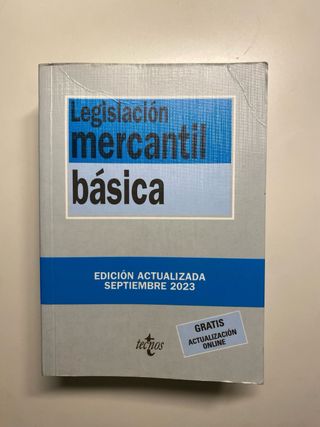 Legislación
mercantil
básica
EDICIÓN ACTUALIZADA
SEPTIEMBRE 2023
GRATIS
ACTUALIZACIÓN
ONLINE
tecnos